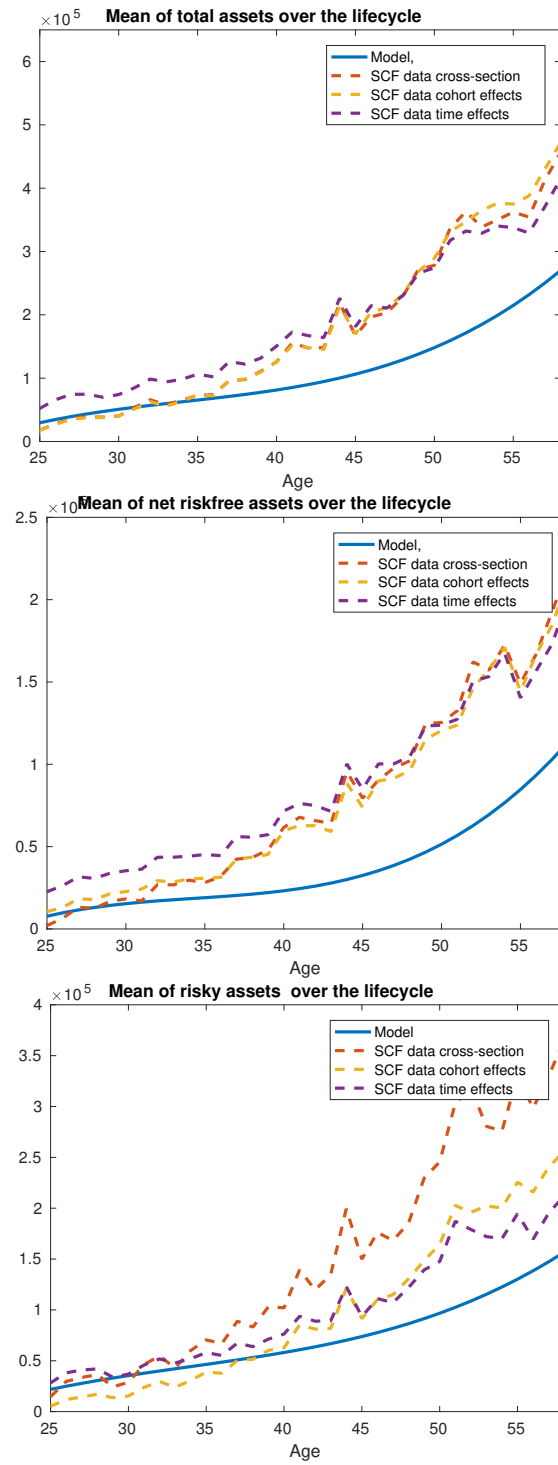 ×10 5
Mean of total assets over the lifecycle
Model,
SCF data cross-section
SCF data cohort effects
SCF data time effects
6
5
4
3
2
1
0
25 30 35 40 45 50 55
Age
×10
Mean of net riskfree assets over the lifecycle
Model,
SCF data cross-section
SCF data cohort effects
SCF data time effects
2.5
2
1.5
1
0.5
0
25 30 35 40 45 50 55
Age
×10 5
Mean of risky assets over the lifecycle
Model
SCF data cross-section
SCF data cohort effects
SCF data time effects
4
3.5
3
2.5
2
1.5
1
0.5
0
25 30 35 40 45 50 55
Age